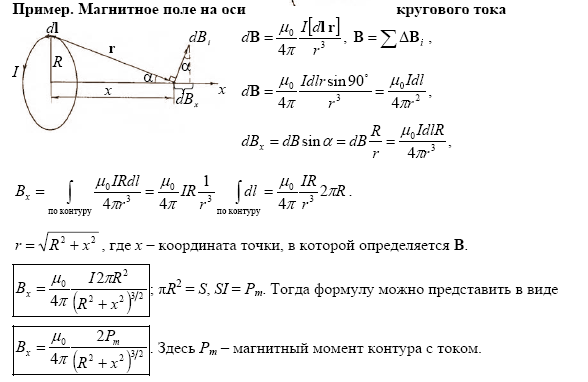 Пример. Магнитное поле на оси кругового тока
dl
r
dB_i
I
R
α
α
x
x
dB_x
dB = μ₀/4π I[dl r]/r³, B = ∑ΔB_i,
dB = μ₀/4π Idlr sin 90°/r³ = μ₀Idl/4πr²,
dB_x = dB sin α = dB R/r = μ₀IdlR/4πr³,
B_x = ∫ μ₀IRdl/4πr³ = μ₀/4π IR 1/r³ ∫dl = μ₀/4π IR/r³ 2πR.
по контуру по контуру
r = √(R² + x²), где x – координата точки, в которой определяется B.
B_x = μ₀/4π I2πR²/(R² + x²)^3/2; πR² = S, SI = P_m. Тогда формулу можно представить в виде
B_x = μ₀/4π 2P_m/(R² + x²)^3/2. Здесь P_m – магнитный момент контура с током.